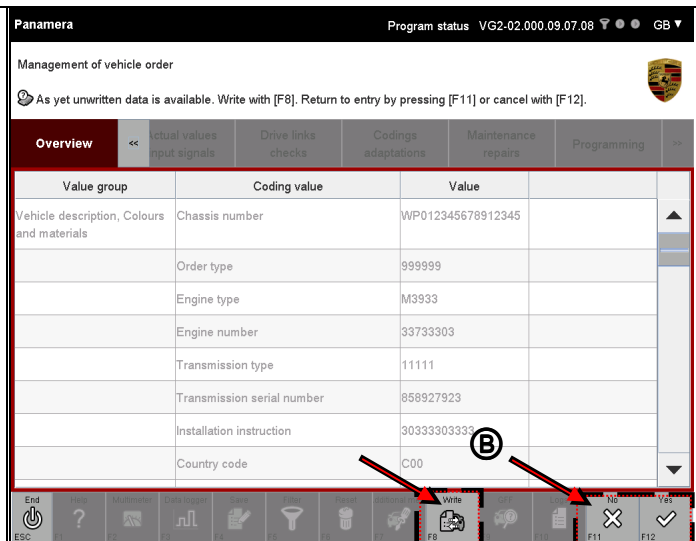 Panamera Program status VG2-02.000.09.07.08 GB
Management of vehicle order
As yet unwritten data is available. Write with [F8]. Return to entry by pressing [F11] or cancel with [F12].
Overview << Actual values Drive links Codings Maintenance Programming >>
input signals checks adaptations repairs
Value group Coding value Value
Vehicle description, Colours Chassis number WP012345678912345
and materials
Order type 999999
Engine type M3933
Engine number 33733303
Transmission type 11111
Transmission serial number 858927923
Installation instruction 30333303333
Country code C00
B
End Help Multimeter Data logger Save Filter Reset Write OFF No Yes
ESC F1 F2 F3 F6 F8 F10 F11 F12